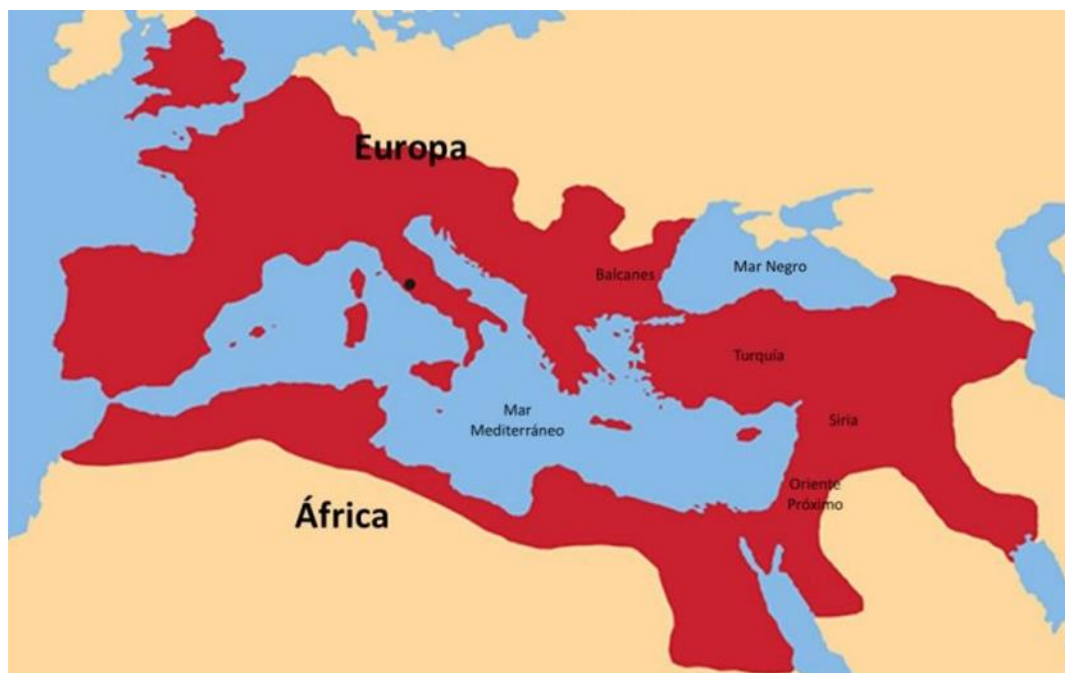 Europa
Mar Negro
Balcanes
Turquía
Mar
Mediterráneo
Siria
Oriente
Próximo
África